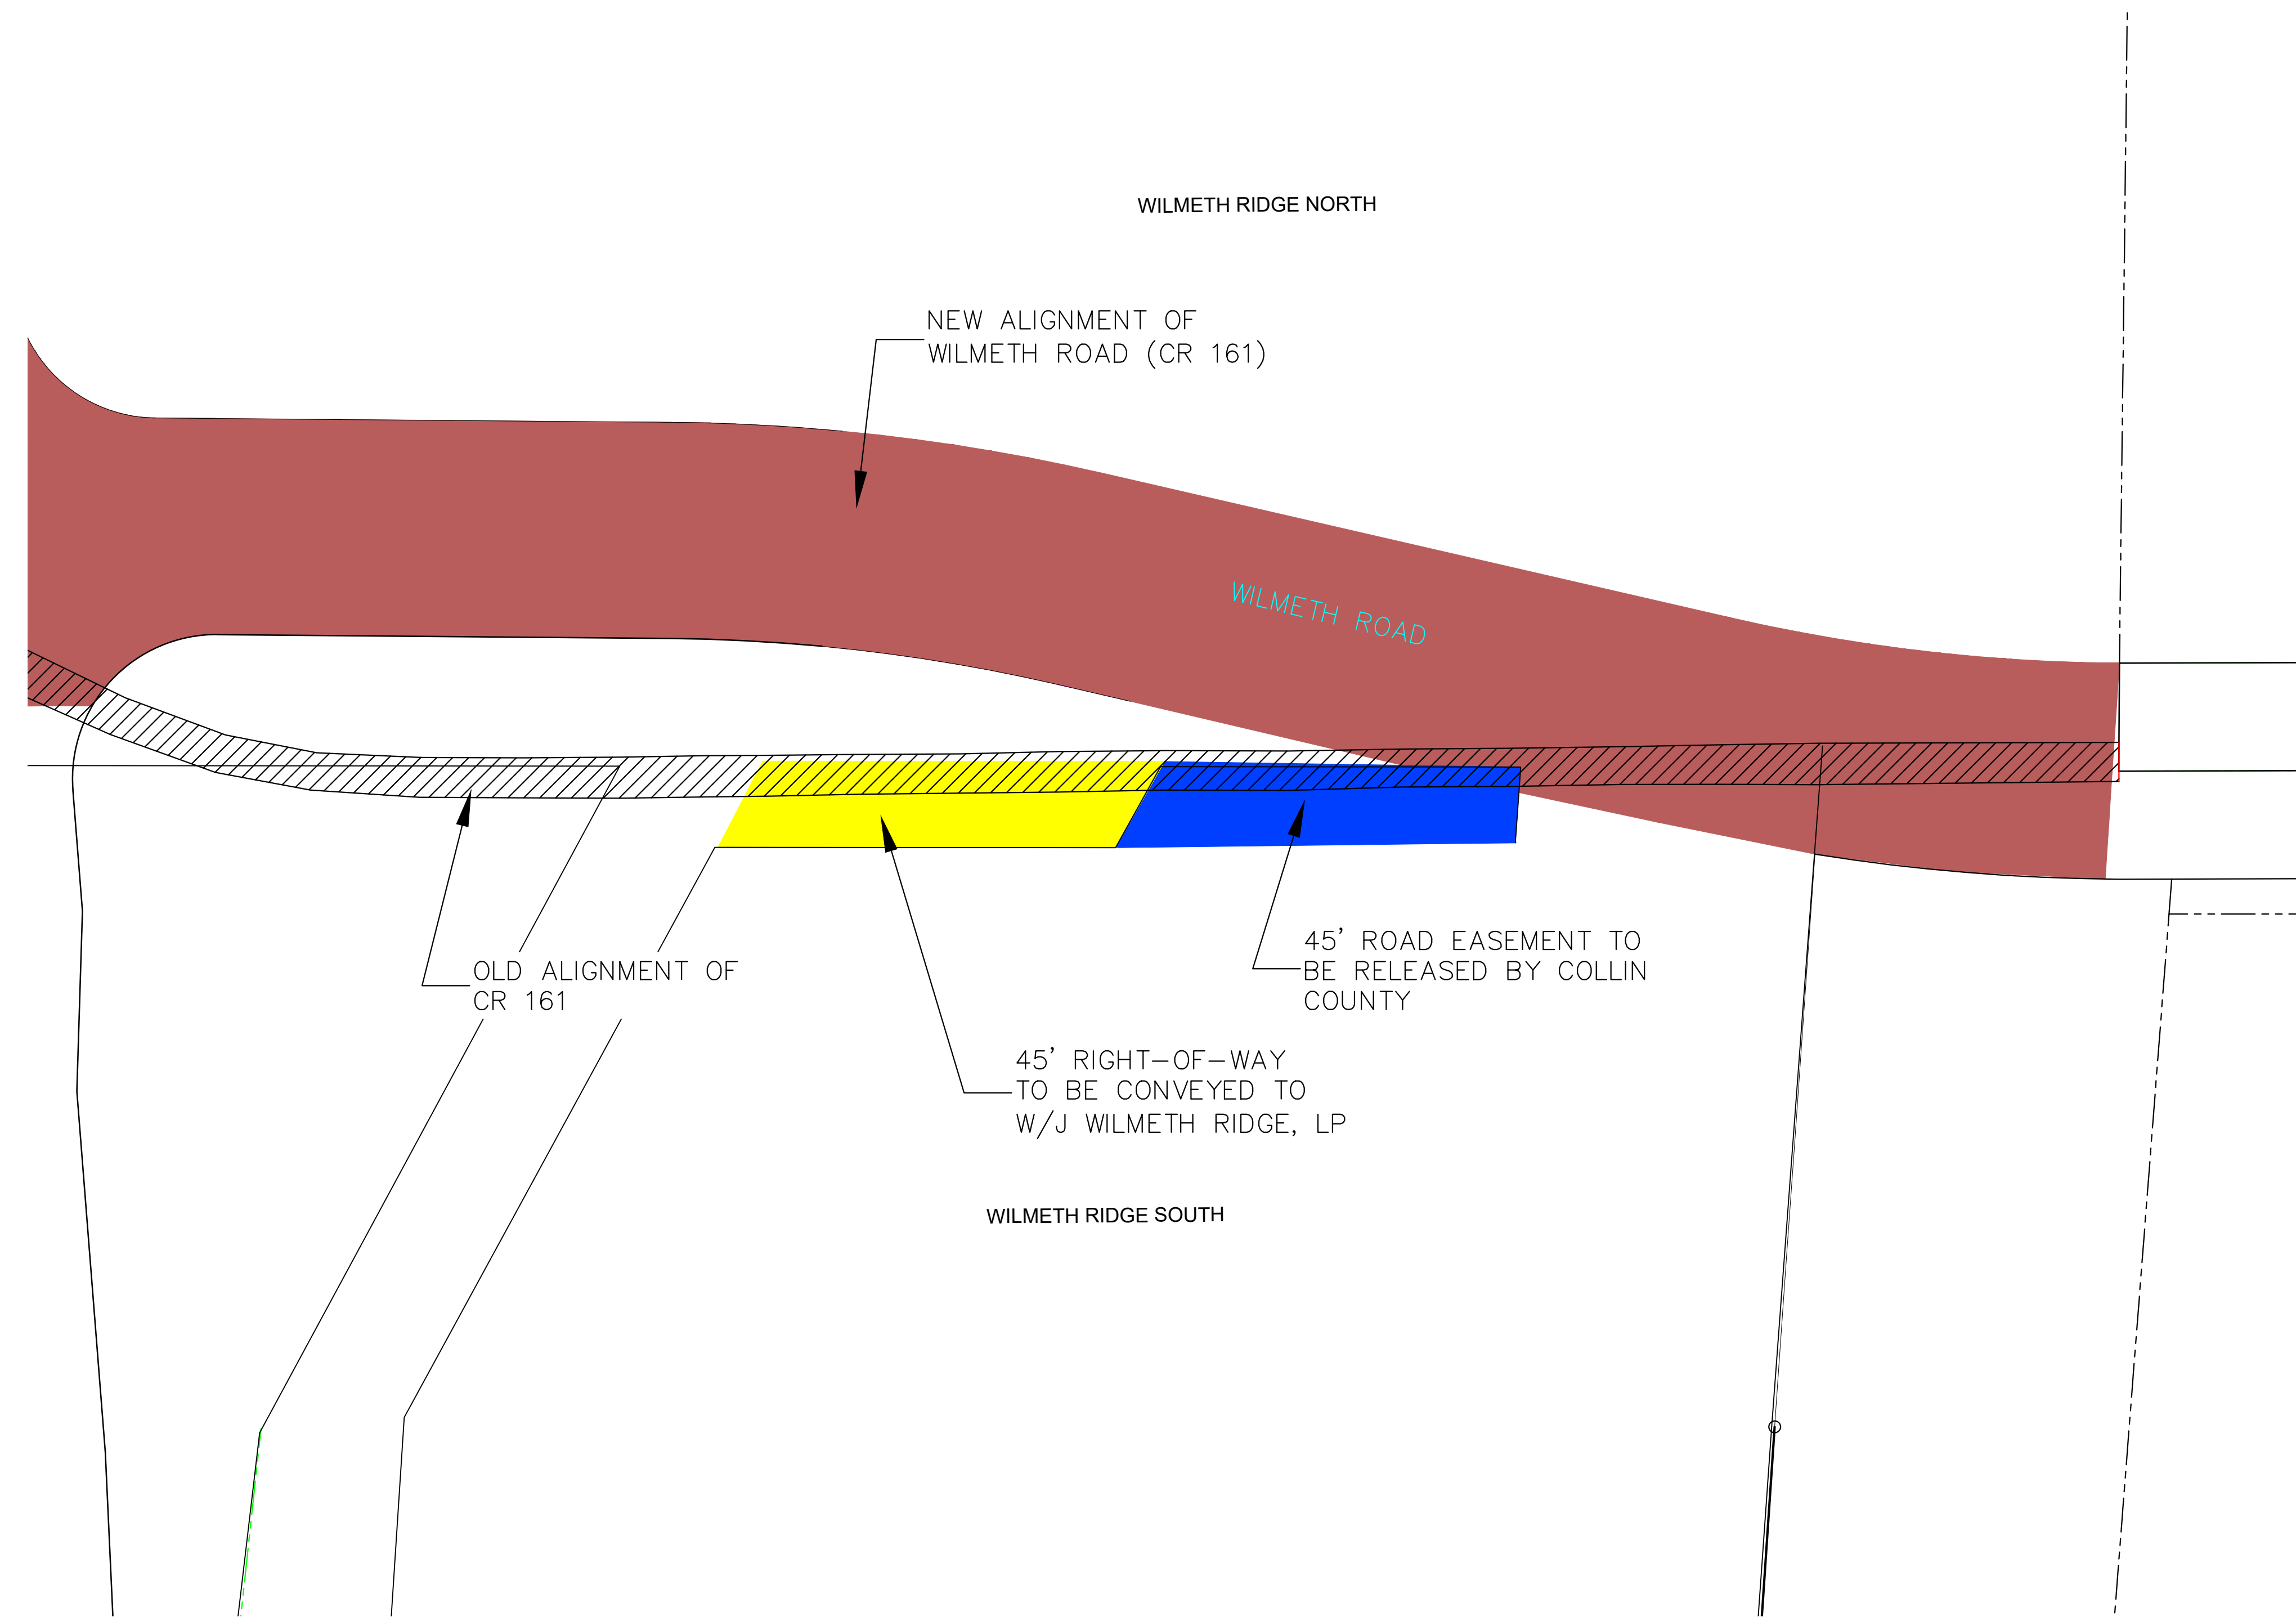 WILMETH RIDGE NORTH
NEW ALIGNMENT OF
WILMETH ROAD (CR 161)
WILMETH ROAD
OLD ALIGNMENT OF
CR 161
45' ROAD EASEMENT TO
BE RELEASED BY COLLIN
COUNTY
45' RIGHT-OF-WAY
TO BE CONVEYED TO
W/J WILMETH RIDGE, LP
WILMETH RIDGE SOUTH